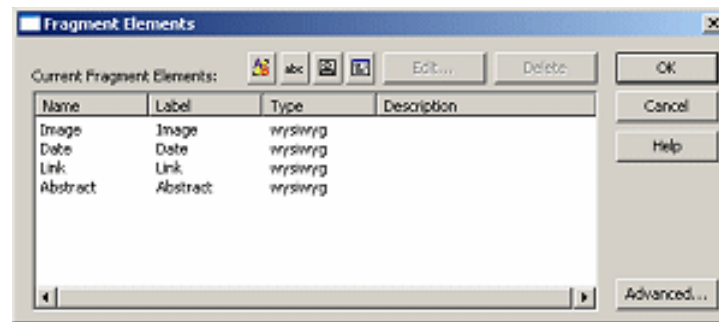 Fragment Elements
Current Fragment Elements: abc Edit... Delete OK
Name Label Type Description Cancel
Image Image wysiwyg
Date Date wysiwyg Help
Link Link wysiwyg
Abstract Abstract wysiwyg
Advanced...